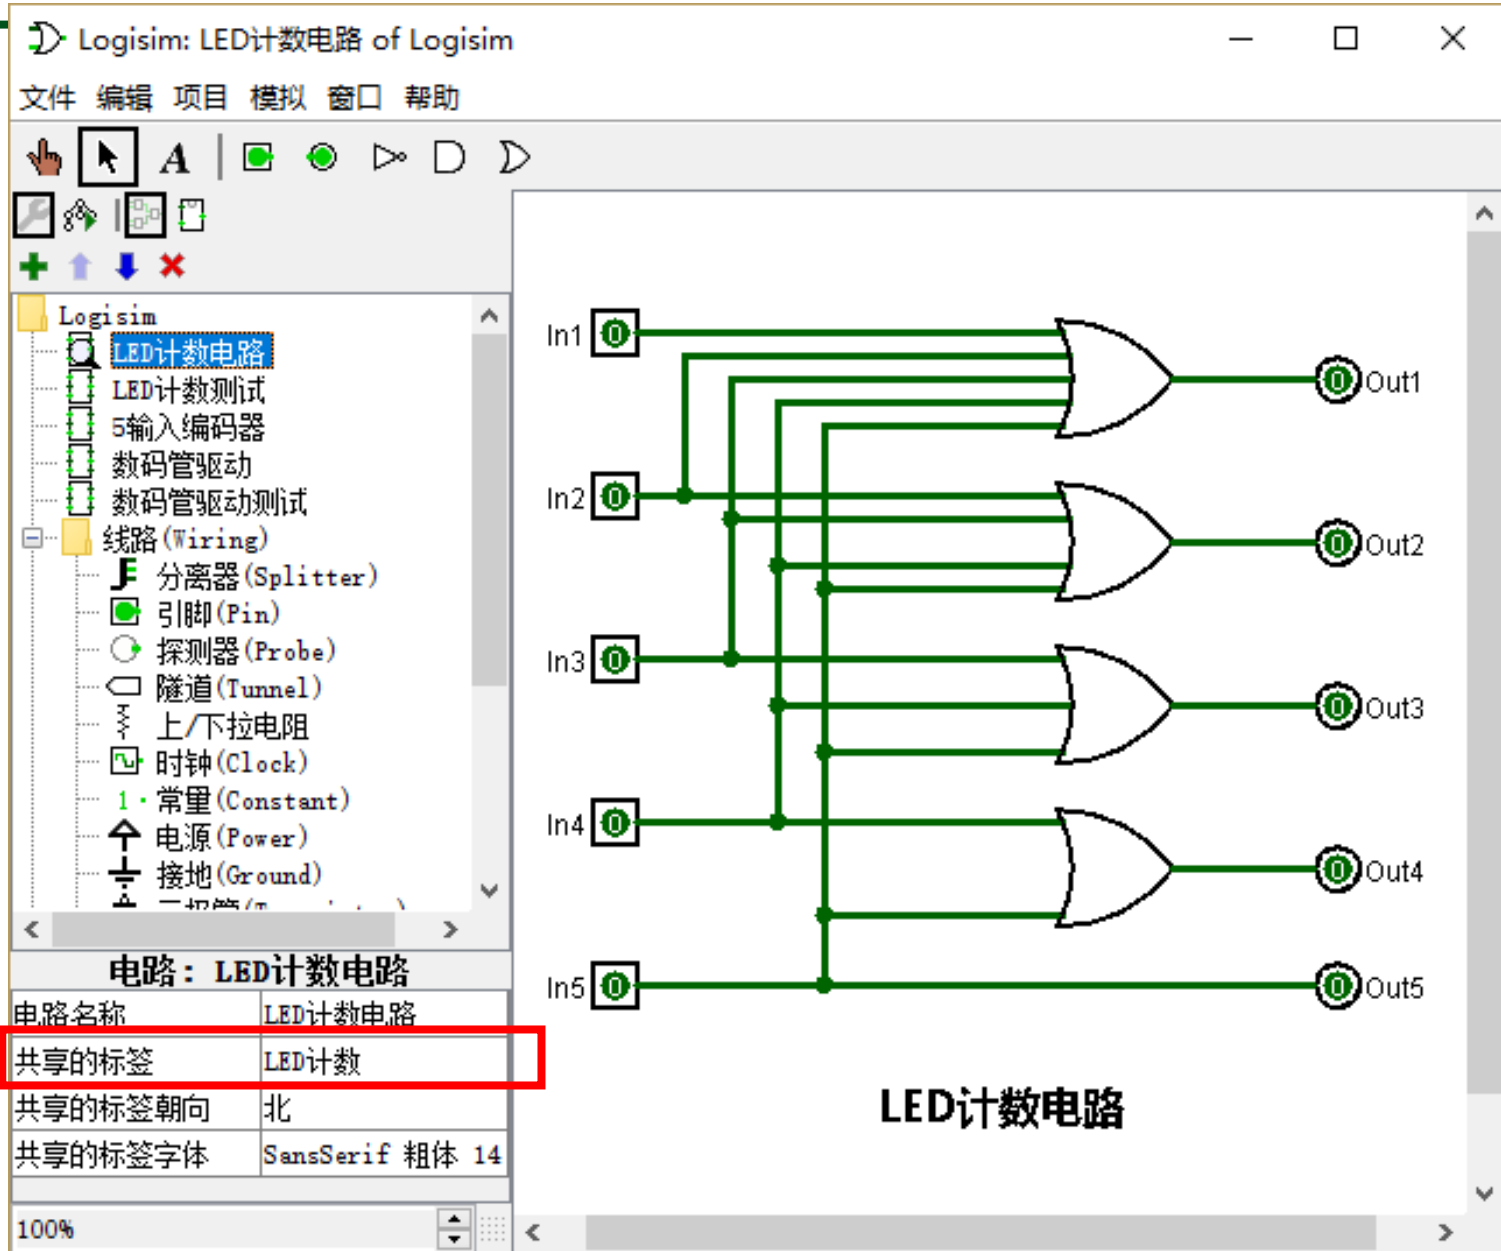 Logisim: LED计数电路 of Logisim
文件 编辑 项目 模拟 窗口 帮助
A
Logisim
LED计数电路
LED计数测试
5输入编码器
数码管驱动
数码管驱动测试
线路(Wiring)
分离器(Splitter)
引脚(Pin)
探测器(Probe)
隧道(Tunnel)
上/下拉电阻
时钟(Clock)
1 常量(Constant)
电源(Power)
接地(Ground)
电路: LED计数电路
电路名称 LED计数电路
共享的标签 LED计数
共享的标签朝向 北
共享的标签字体 SansSerif 粗体 14
100%
In1 0
0 Out1
In2 0
0 Out2
In3 0
0 Out3
In4 0
0 Out4
In5 0
0 Out5
LED计数电路